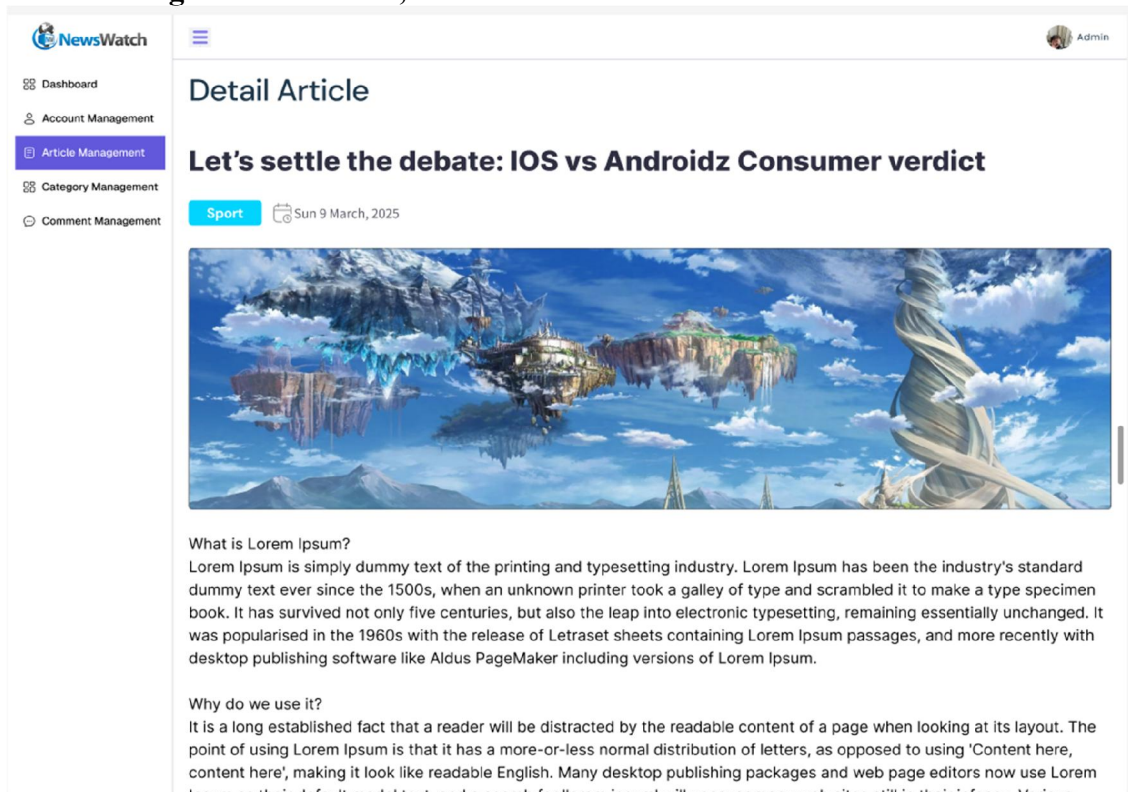 NewsWatch
Admin
Dashboard
Account Management
Article Management
Category Management
Comment Management
Detail Article
Let's settle the debate: IOS vs Androidz Consumer verdict
Sport
Sun 9 March, 2025
What is Lorem Ipsum?
Lorem Ipsum is simply dummy text of the printing and typesetting industry. Lorem Ipsum has been the industry's standard
dummy text ever since the 1500s, when an unknown printer took a galley of type and scrambled it to make a type specimen
book. It has survived not only five centuries, but also the leap into electronic typesetting, remaining essentially unchanged. It
was popularised in the 1960s with the release of Letraset sheets containing Lorem Ipsum passages, and more recently with
desktop publishing software like Aldus PageMaker including versions of Lorem Ipsum.
Why do we use it?
It is a long established fact that a reader will be distracted by the readable content of a page when looking at its layout. The
point of using Lorem Ipsum is that it has a more-or-less normal distribution of letters, as opposed to using 'Content here,
content here', making it look like readable English. Many desktop publishing packages and web page editors now use Lorem